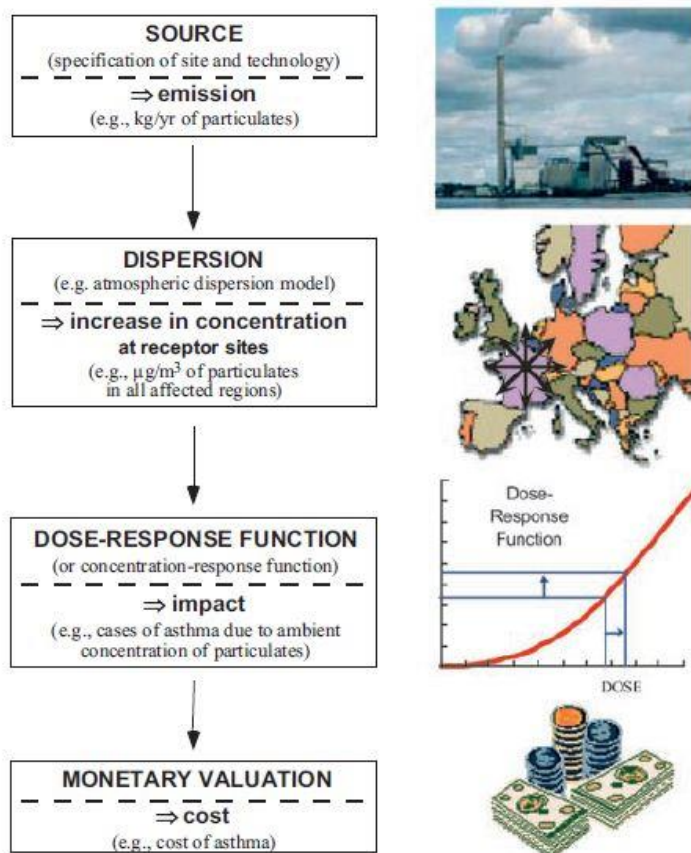 SOURCE
(specification of site and technology)
⇒ emission
(e.g., kg/yr of particulates)
DISPERSION
(e.g. atmospheric dispersion model)
⇒ increase in concentration
at receptor sites
(e.g., µg/m³ of particulates
in all affected regions)
DOSE-RESPONSE FUNCTION
(or concentration-response function)
⇒ impact
(e.g., cases of asthma due to ambient
concentration of particulates)
MONETARY VALUATION
⇒ cost
(e.g., cost of asthma)
Dose-
Response
Function
DOSE